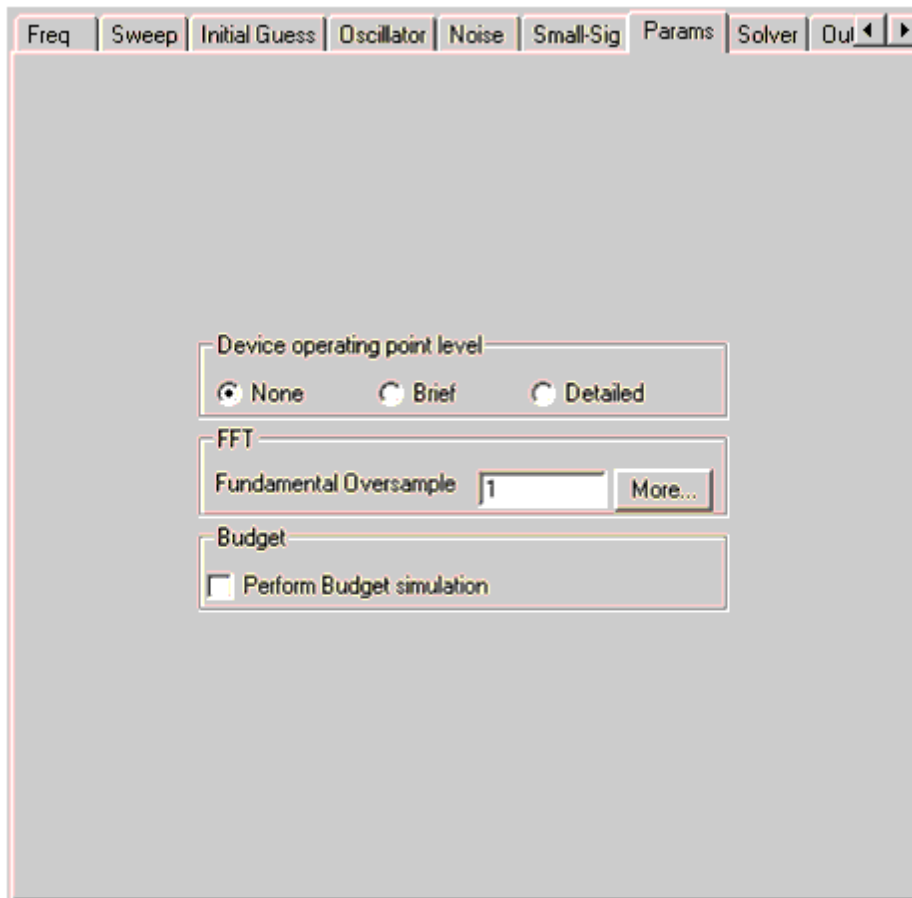 Freq Sweep Initial Guess Oscillator Noise Small-Sig Params Solver
Device operating point level
None Brief Detailed
FFT
Fundamental Oversample 1 More...
Budget
Perform Budget simulation